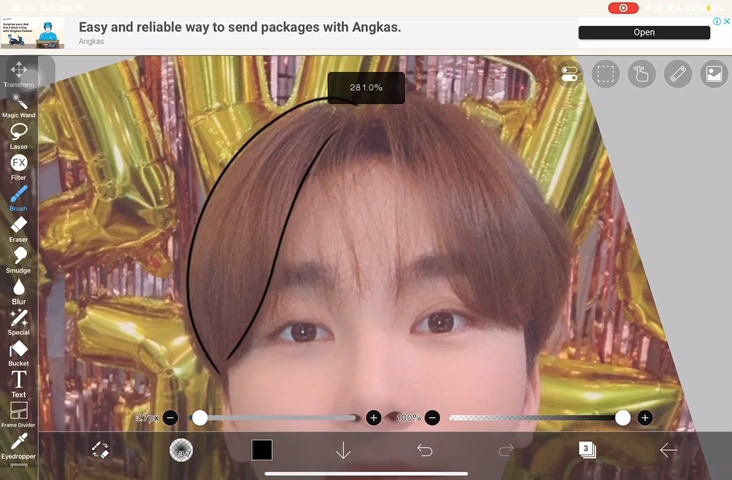 Easy and reliable way to send packages with Angkas.
Angkas
Open
281.0%
Transform
Magic Wand
Lasso
FX
Filter
Brush
Eraser
Smudge
Blur
Special
Bucket
T
Text
Frame Divider
Eyedropper
100%
3